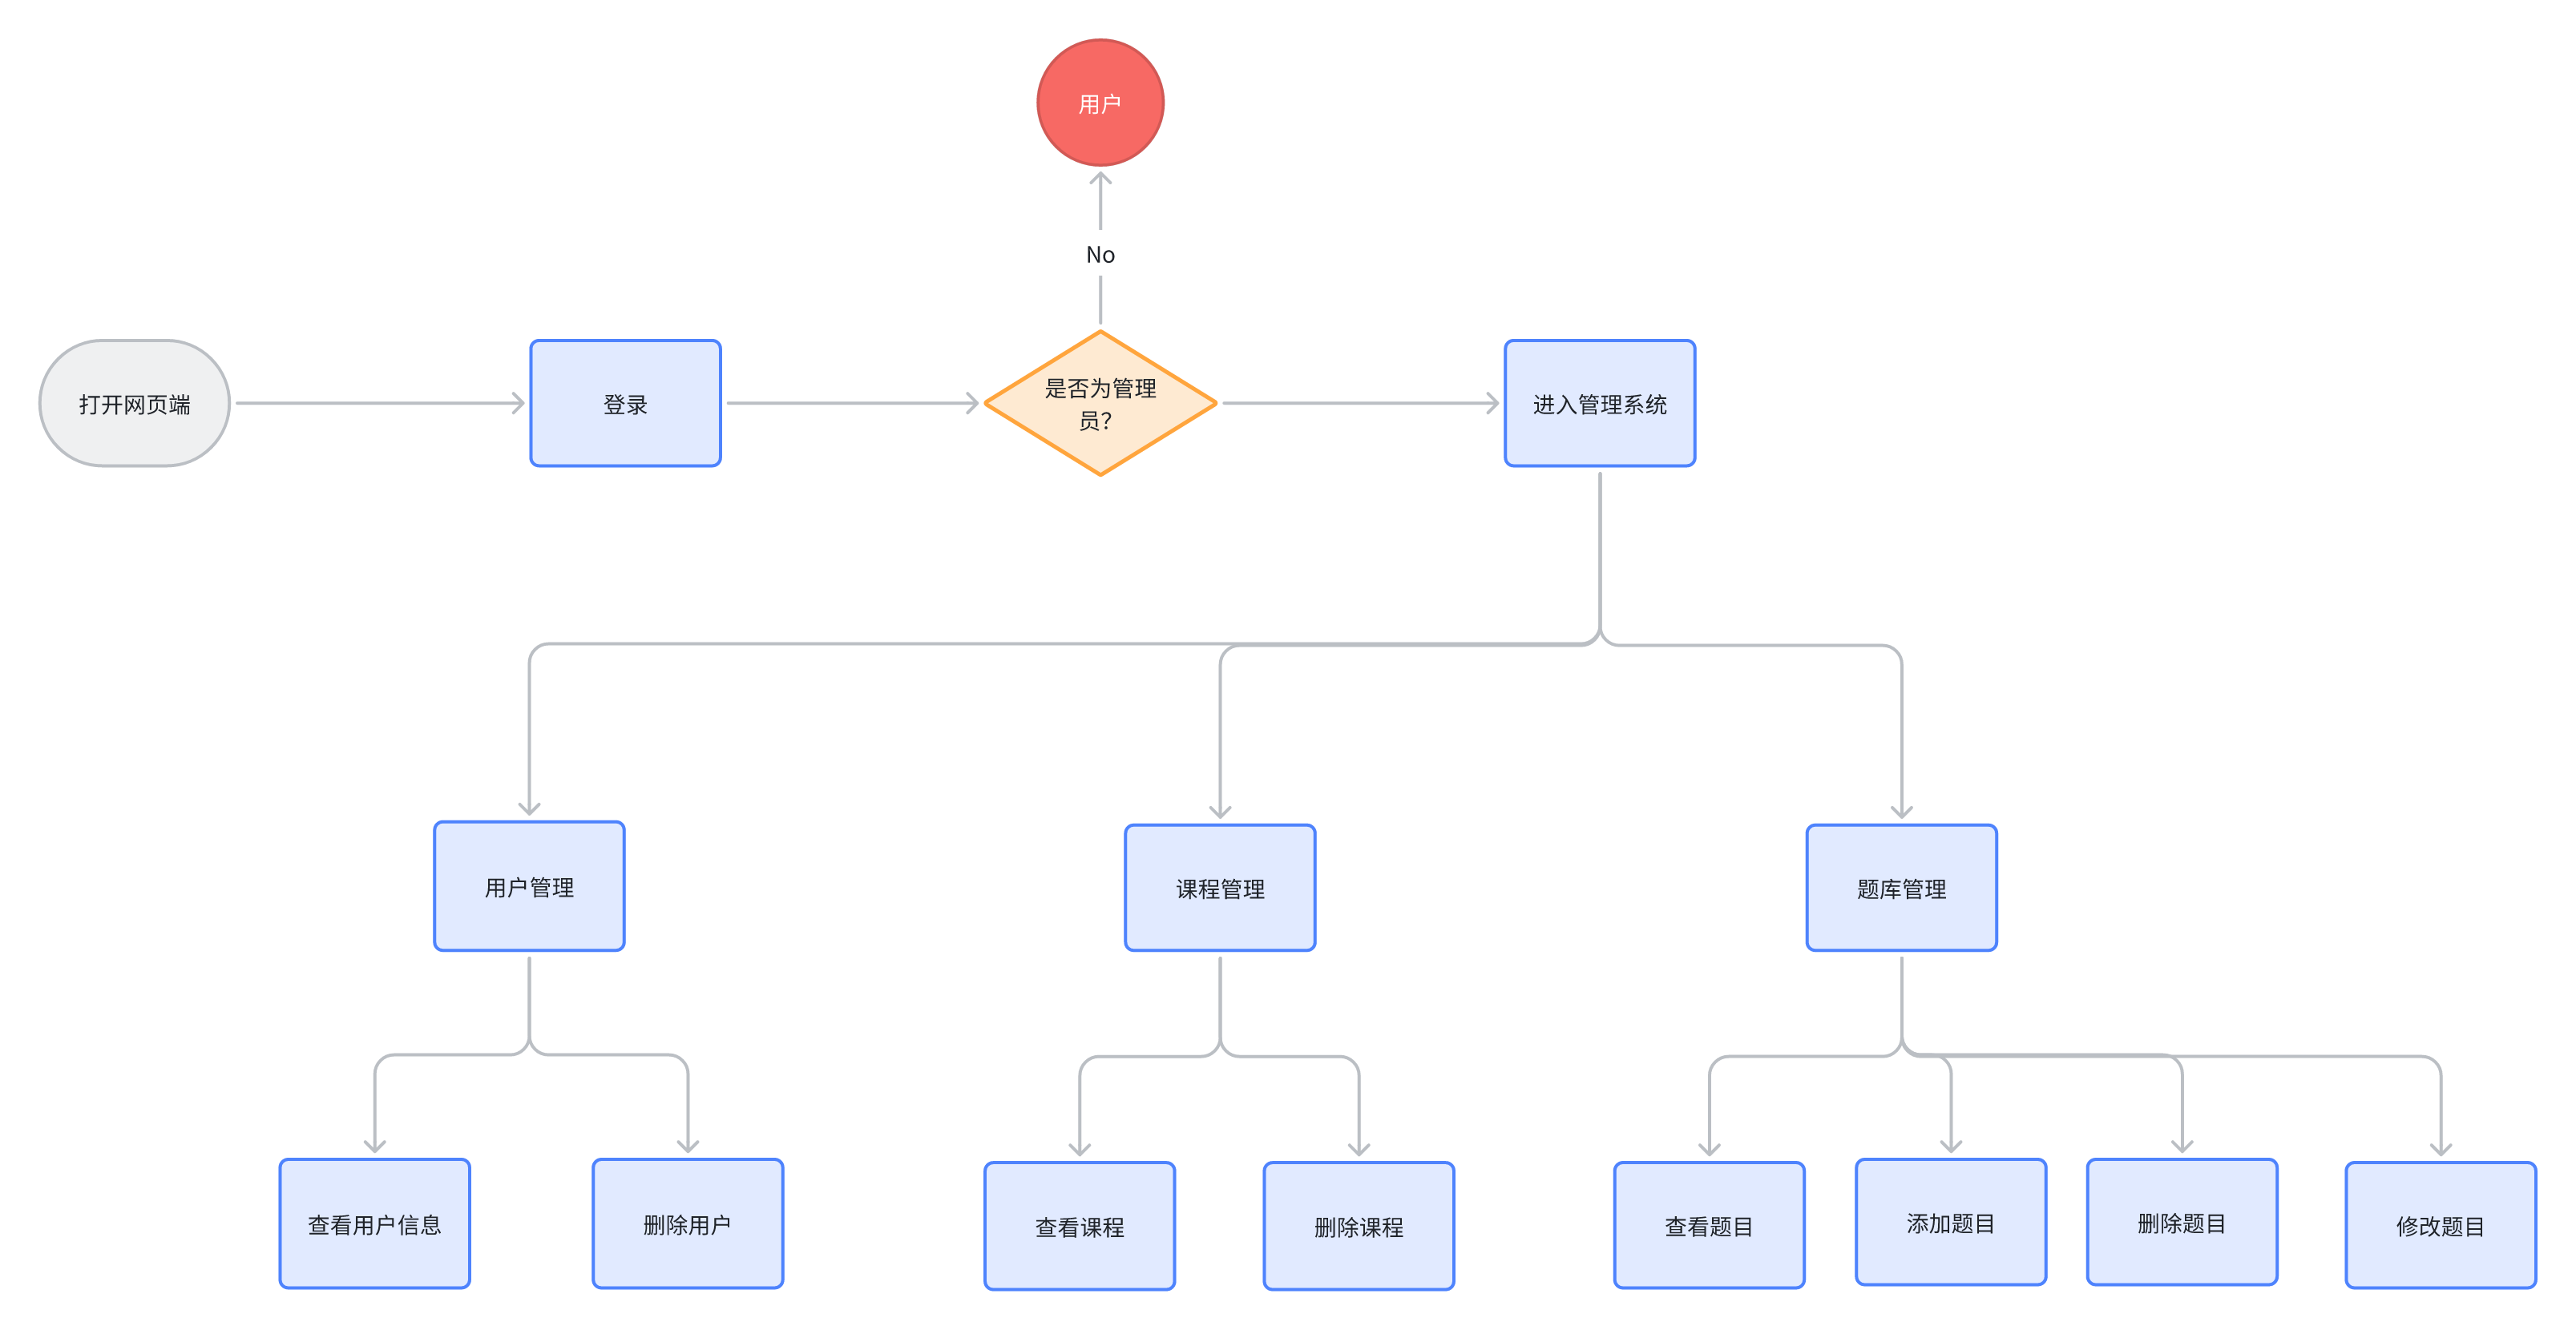 用户
No
打开网页端
登录
是否为管理
员？
进入管理系统
用户管理
课程管理
题库管理
查看用户信息
删除用户
查看课程
删除课程
查看题目
添加题目
删除题目
修改题目